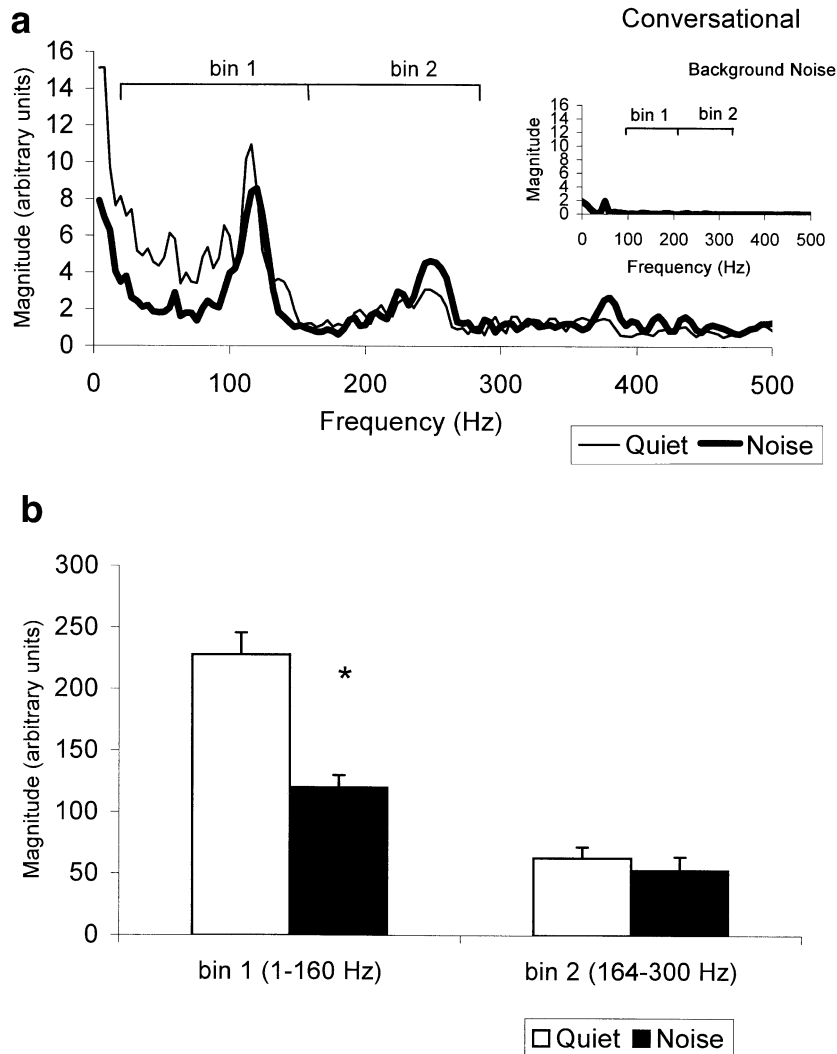 a
Conversational
Magnitude (arbitrary units)
16
14
12
10
8
6
4
2
0
bin 1
bin 2
0 100 200 300 400 500
Frequency (Hz)
Background Noise
Magnitude
16
14
12
10
8
6
4
2
0
bin 1
bin 2
0 100 200 300 400 500
Frequency (Hz)
Quiet Noise
b
Magnitude (arbitrary units)
300
250
200
150
100
50
0
*
bin 1 (1-160 Hz)
bin 2 (164-300 Hz)
Quiet Noise